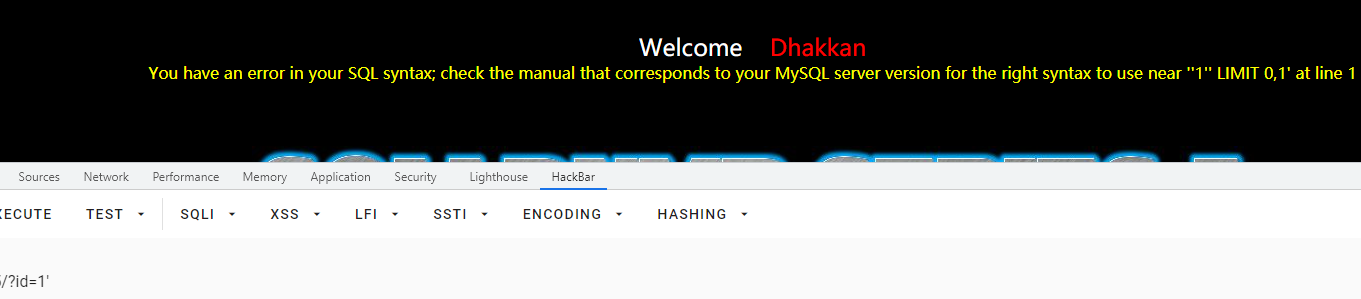 Welcome Dhakkan
You have an error in your SQL syntax; check the manual that corresponds to your MySQL server version for the right syntax to use near ''1'' LIMIT 0,1' at line 1
Sources Network Performance Memory Application Security Lighthouse HackBar
XECUTE TEST SQLI XSS LFI SSTI ENCODING HASHING
/?id=1'